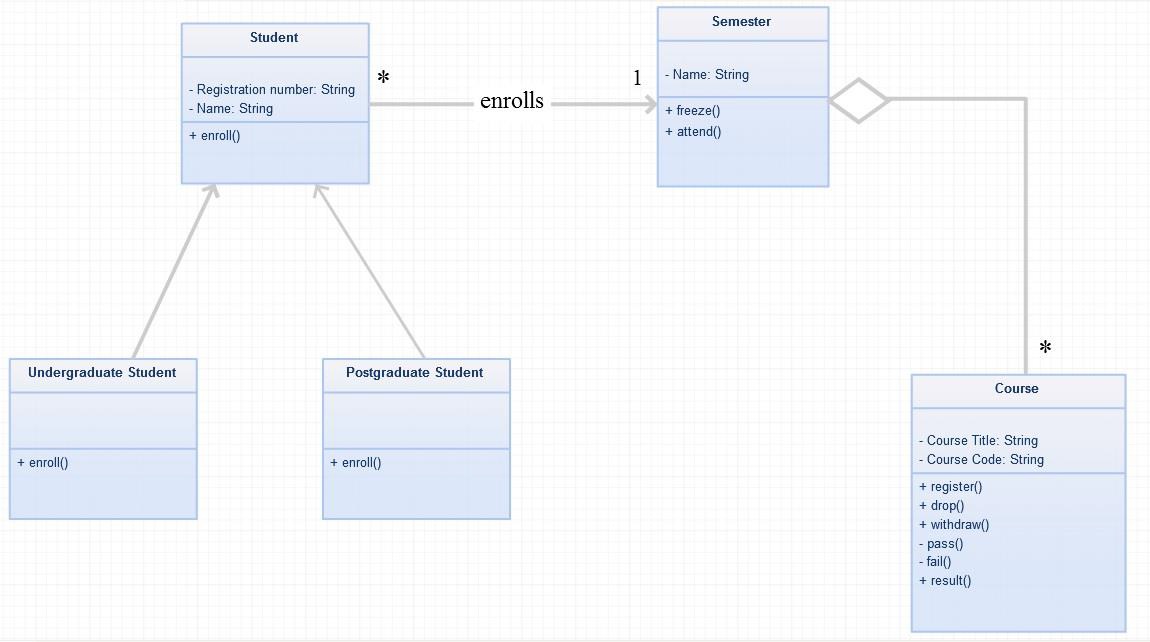 Student
- Registration number: String
- Name: String
+ enroll()
*
enrolls
1
Semester
- Name: String
+ freeze()
+ attend()
*
Undergraduate Student
+ enroll()
Postgraduate Student
+ enroll()
Course
- Course Title: String
- Course Code: String
+ register()
+ drop()
+ withdraw()
- pass()
- fail()
+ result()